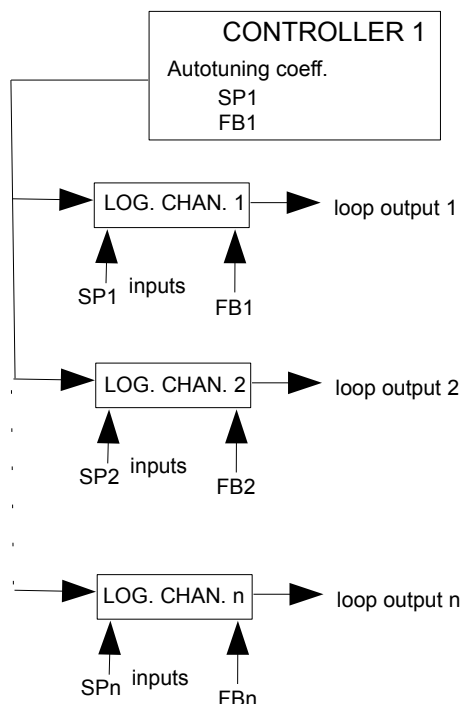 CONTROLLER 1
Autotuning coeff.
SP1
FB1
LOG. CHAN. 1
loop output 1
SP1 inputs
FB1
LOG. CHAN. 2
loop output 2
SP2 inputs
FB2
LOG. CHAN. n
loop output n
SPn inputs
FBn